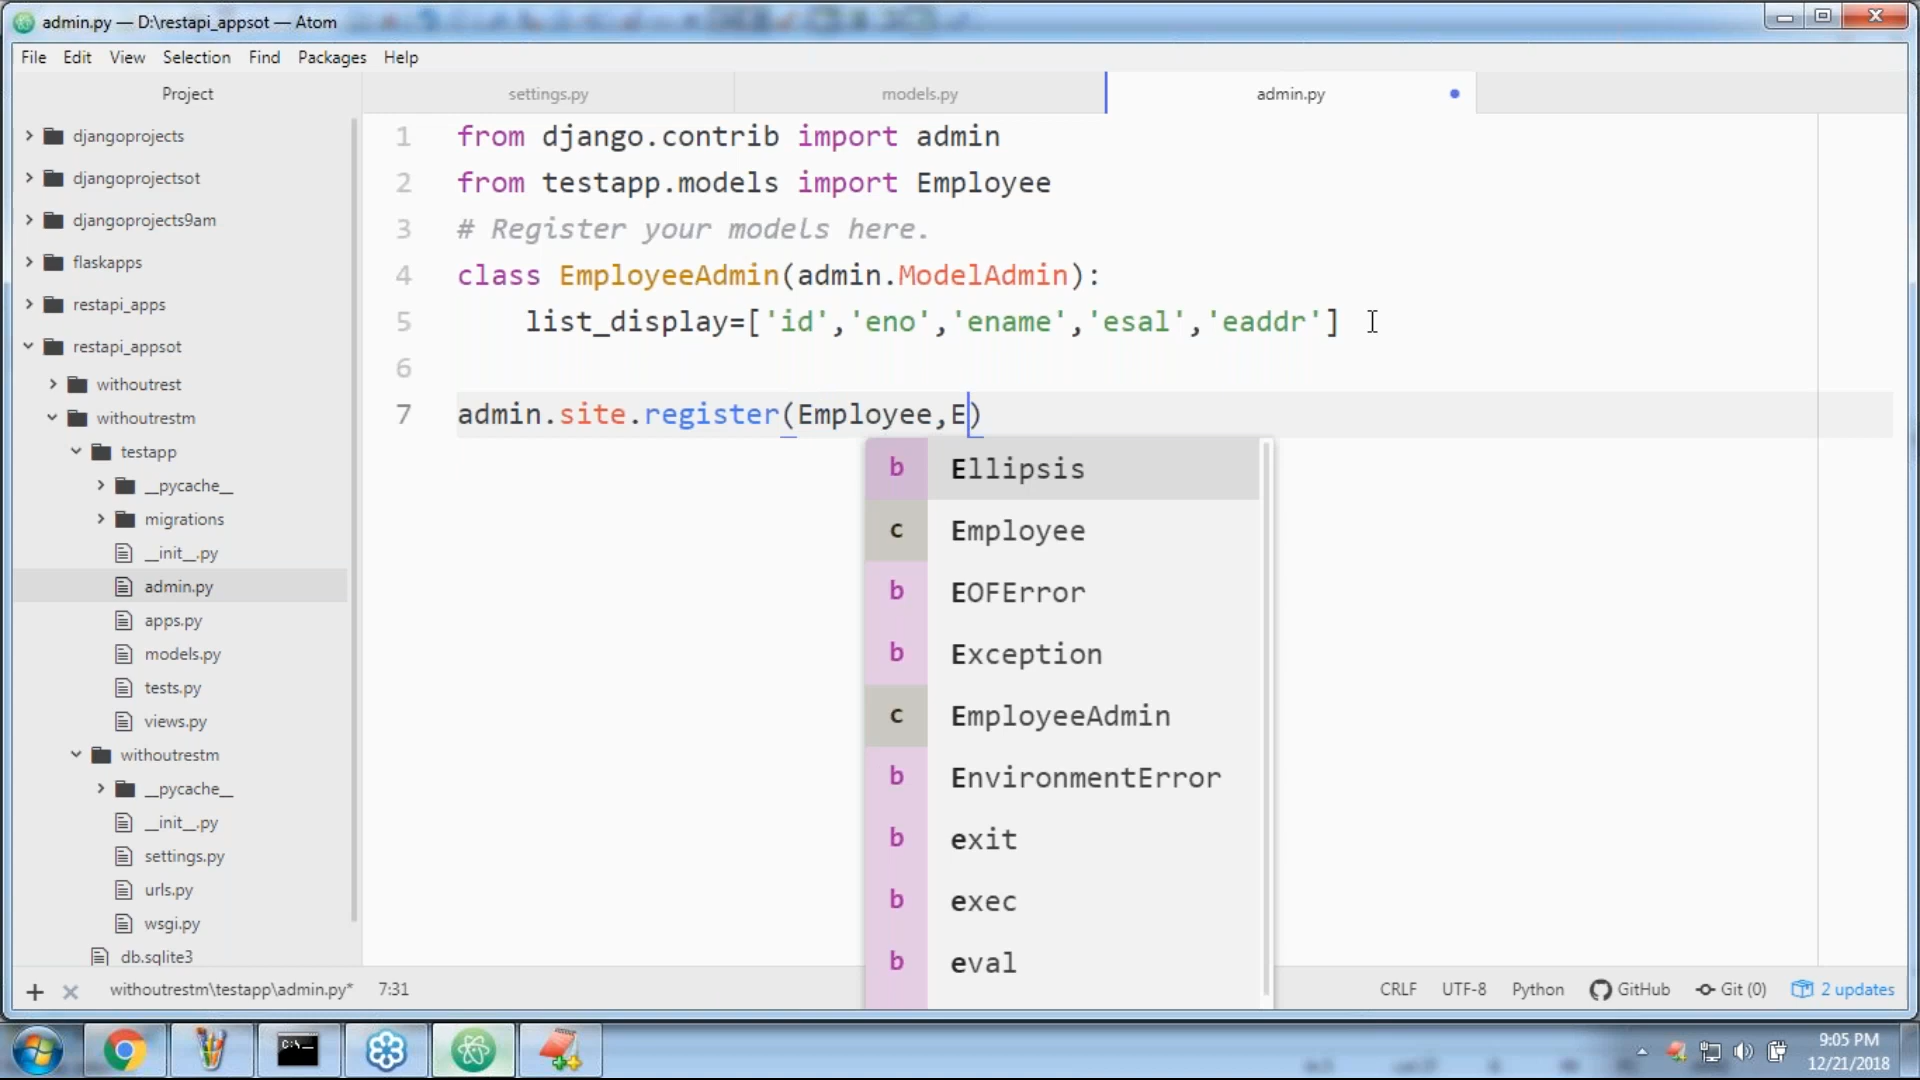 admin.py — D:\restapi_appsot — Atom
File Edit View Selection Find Packages Help
Project
settings.py models.py admin.py
djangoprojects
djangoprojectsot
djangoprojects9am
flaskapps
restapi_apps
restapi_appsot
withoutrest
withoutrestm
testapp
__pycache__
migrations
__init__.py
admin.py
apps.py
models.py
tests.py
views.py
withoutrestm
__pycache__
__init__.py
settings.py
urls.py
wsgi.py
db.sqlite3
1 from django.contrib import admin
2 from testapp.models import Employee
3 # Register your models here.
4 class EmployeeAdmin(admin.ModelAdmin):
5 list_display=['id','eno','ename','esal','eaddr']
6
7 admin.site.register(Employee,E)
b Ellipsis
c Employee
b EOFError
b Exception
c EmployeeAdmin
b EnvironmentError
b exit
b exec
b eval
withoutrestm\testapp\admin.py* 7:31 CRLF UTF-8 Python GitHub Git (0) 2 updates
C:\_
9:05 PM
12/21/2018